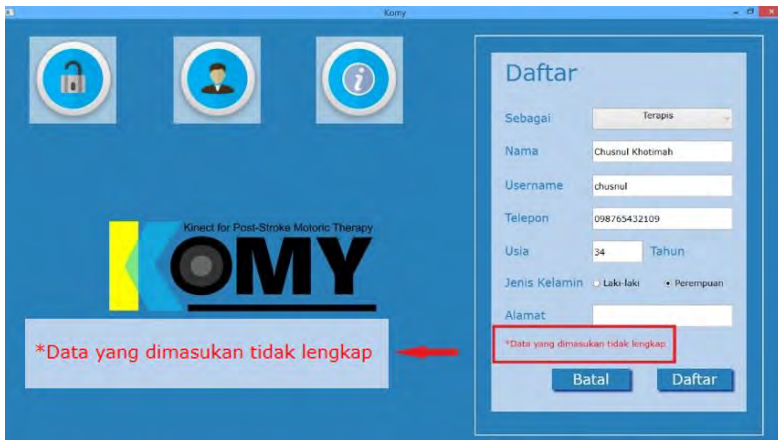 Komy
Daftar
Sebagai Terapis
Nama Chusnul Khotimah
Username chusnul
Telepon 098765432109
Usia 34 Tahun
Jenis Kelamin Laki-laki Perempuan
Alamat
*Data yang dimasukan tidak lengkap
Batal Daftar
Kinect for Post-Stroke Motoric Therapy
KOMY
*Data yang dimasukan tidak lengkap